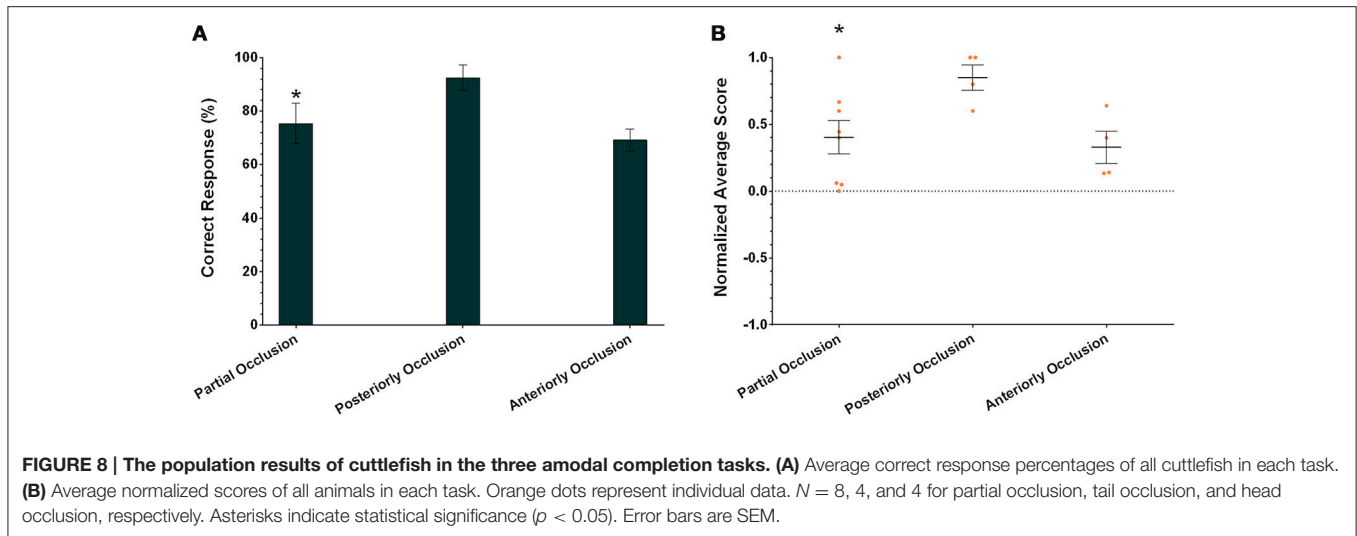 A
Correct Response (%)
100
80
60
40
20
0
*
Partial Occlusion
Posteriorly Occlusion
Anteriorly Occlusion
B
Normalized Average Score
1.0
0.5
0.0
-0.5
-1.0
*
Partial Occlusion
Posteriorly Occlusion
Anteriorly Occlusion
FIGURE 8 | The population results of cuttlefish in the three amodal completion tasks. (A) Average correct response percentages of all cuttlefish in each task.
(B) Average normalized scores of all animals in each task. Orange dots represent individual data. N = 8, 4, and 4 for partial occlusion, tail occlusion, and head
occlusion, respectively. Asterisks indicate statistical significance (p < 0.05). Error bars are SEM.